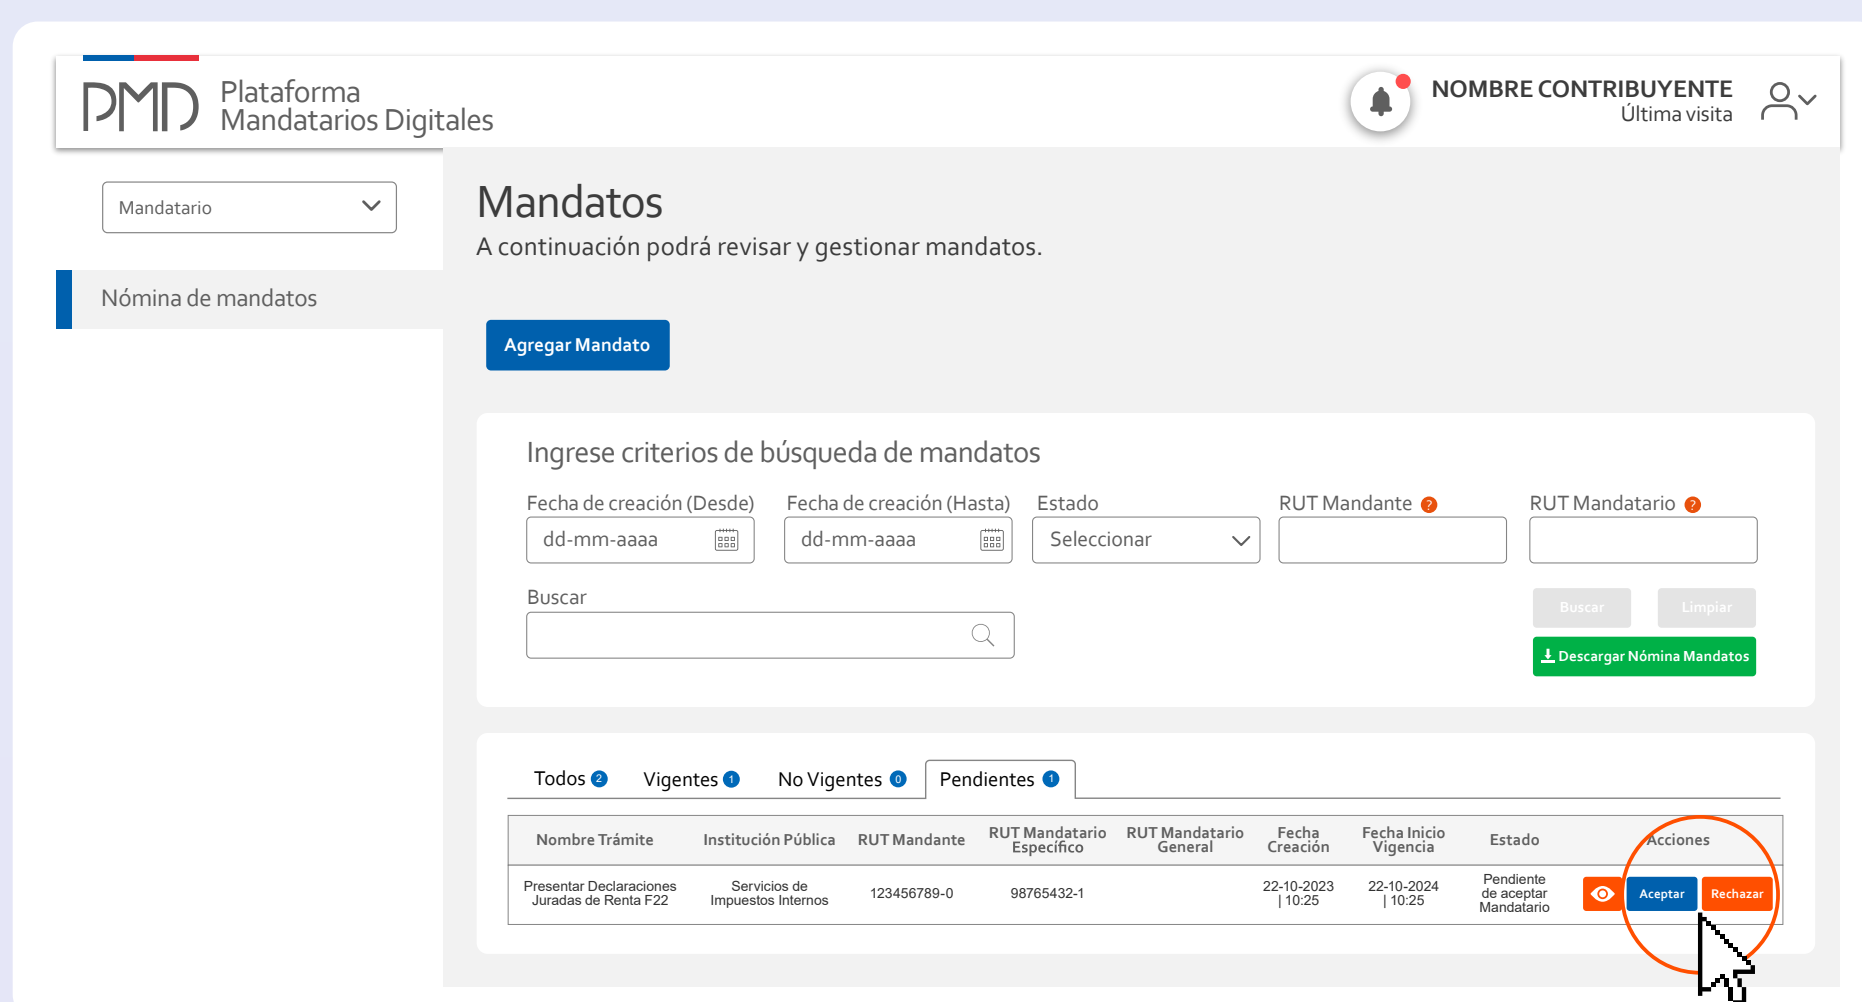 PMD
Plataforma
Mandatarios Digitales
NOMBRE CONTRIBUYENTE
Última visita
Mandatario
Nómina de mandatos
Mandatos
A continuación podrá revisar y gestionar mandatos.
Agregar Mandato
Ingrese criterios de búsqueda de mandatos
Fecha de creación (Desde) Fecha de creación (Hasta) Estado RUT Mandante ? RUT Mandatario ?
dd-mm-aaaa dd-mm-aaaa Seleccionar
Buscar
Buscar Limpiar
Descargar Nómina Mandatos
Todos 2 Vigentes 1 No Vigentes 0 Pendientes 1
Nombre Trámite Institución Pública RUT Mandante RUT Mandatario Específico RUT Mandatario General Fecha Creación Fecha Inicio Vigencia Estado Acciones
Presentar Declaraciones Juradas de Renta F22 Servicios de Impuestos Internos 123456789-0 98765432-1 22-10-2023 | 10:25 22-10-2024 | 10:25 Pendiente de aceptar Mandatario Aceptar Rechazar